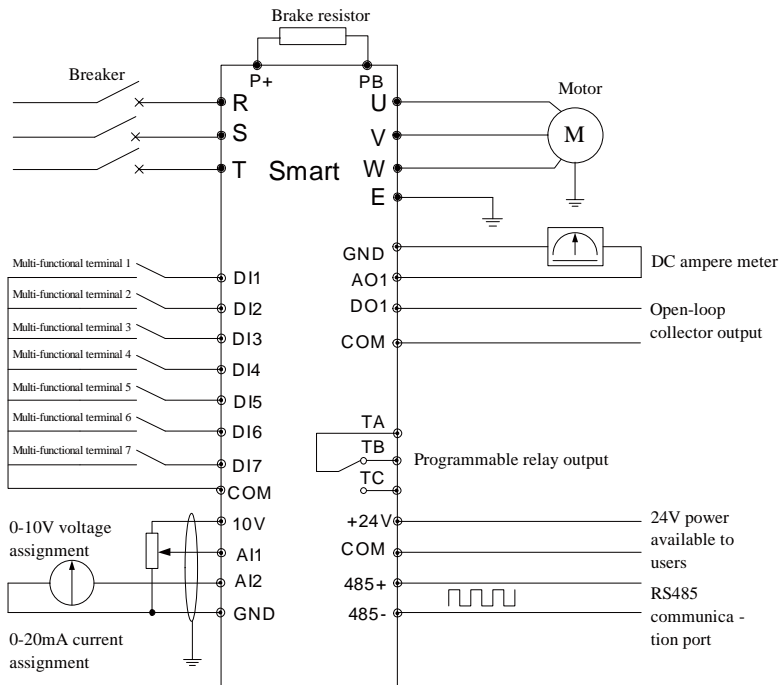 Brake resistor
Breaker
P+
PB
Motor
R
U
S
V
M
T
Smart
W
E
GND
DC ampere meter
AO1
Multi-functional terminal 1
DI1
Multi-functional terminal 2
DI2
DO1
Open-loop
collector output
Multi-functional terminal 3
DI3
COM
Multi-functional terminal 4
DI4
Multi-functional terminal 5
DI5
Multi-functional terminal 6
DI6
TA
TB
Programmable relay output
Multi-functional terminal 7
DI7
TC
COM
0-10V voltage
assignment
10V
+24V
24V power
available to
users
AI1
COM
AI2
485+
RS485
communica -
tion port
GND
485-
0-20mA current
assignment